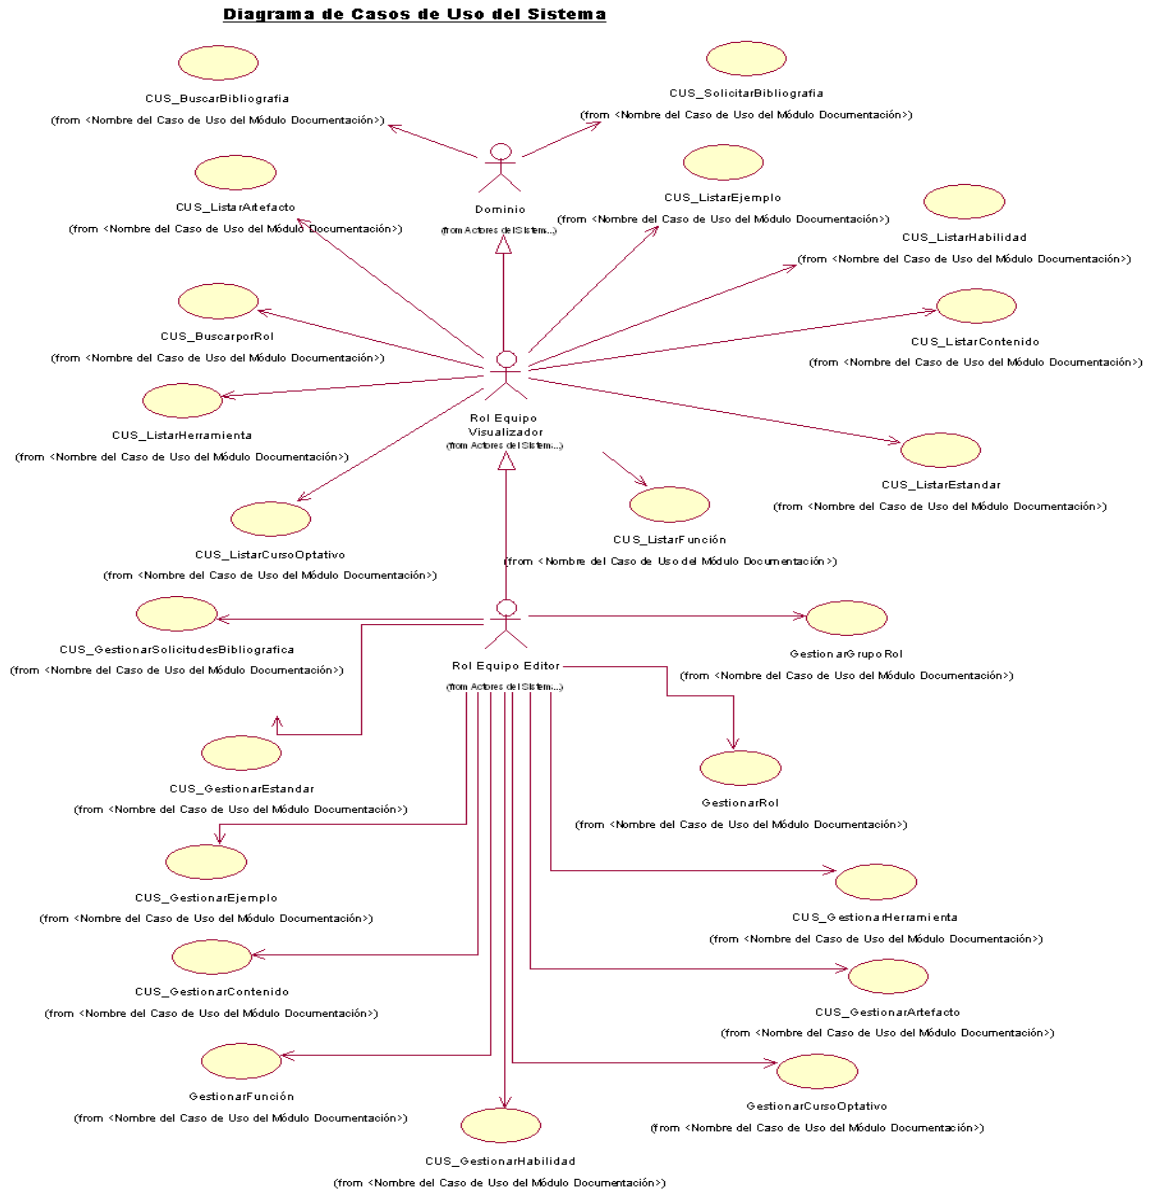 Diagrama de Casos de Uso del Sistema
CUS_BuscarBibliografia
(from <Nombre del Caso de Uso del Módulo Documentación>)
CUS_SolicitarBibliografia
(from <Nombre del Caso de Uso del Módulo Documentación>)
Dominio
(from Actores del Sistem...)
CUS_ListarArtefacto
(from <Nombre del Caso de Uso del Módulo Documentación>)
CUS_ListarEjemplo
(from <Nombre del Caso de Uso del Módulo Documentación>)
CUS_ListarHabilidad
(from <Nombre del Caso de Uso del Módulo Documentación>)
CUS_BuscarporRol
(from <Nombre del Caso de Uso del Módulo Documentación>)
CUS_ListarContenido
(from <Nombre del Caso de Uso del Módulo Documentación>)
Rol Equipo
Visualizador
(from Actores del Sistem...)
CUS_ListarHerramienta
(from <Nombre del Caso de Uso del Módulo Documentación>)
CUS_ListarEstandar
(from <Nombre del Caso de Uso del Módulo Documentación>)
CUS_ListarCursoOptativo
(from <Nombre del Caso de Uso del Módulo Documentación>)
CUS_ListarFunción
(from <Nombre del Caso de Uso del Módulo Documentación>)
CUS_GestionarSolicitudesBibliografica
(from <Nombre del Caso de Uso del Módulo Documentación>)
Rol Equipo Editor
(from Actores del Sistem...)
GestionarGrupoRol
(from <Nombre del Caso de Uso del Módulo Documentación>)
CUS_GestionarEstandar
(from <Nombre del Caso de Uso del Módulo Documentación>)
GestionarRol
(from <Nombre del Caso de Uso del Módulo Documentación>)
CUS_GestionarEjemplo
(from <Nombre del Caso de Uso del Módulo Documentación>)
CUS_GestionarHerramienta
(from <Nombre del Caso de Uso del Módulo Documentación>)
CUS_GestionarContenido
(from <Nombre del Caso de Uso del Módulo Documentación>)
CUS_GestionarArtefacto
(from <Nombre del Caso de Uso del Módulo Documentación>)
GestionarFunción
(from <Nombre del Caso de Uso del Módulo Documentación>)
GestionarCursoOptativo
(from <Nombre del Caso de Uso del Módulo Documentación>)
CUS_GestionarHabilidad
(from <Nombre del Caso de Uso del Módulo Documentación>)